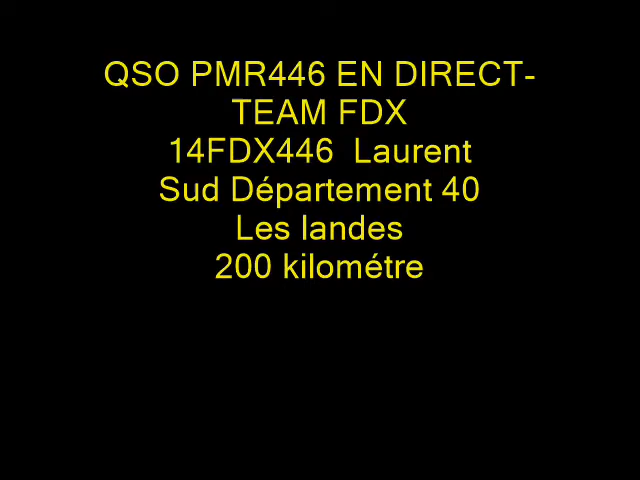 QSO PMR446 EN DIRECT-
TEAM FDX
14FDX446  Laurent
Sud Département 40
Les landes
200 kilométre